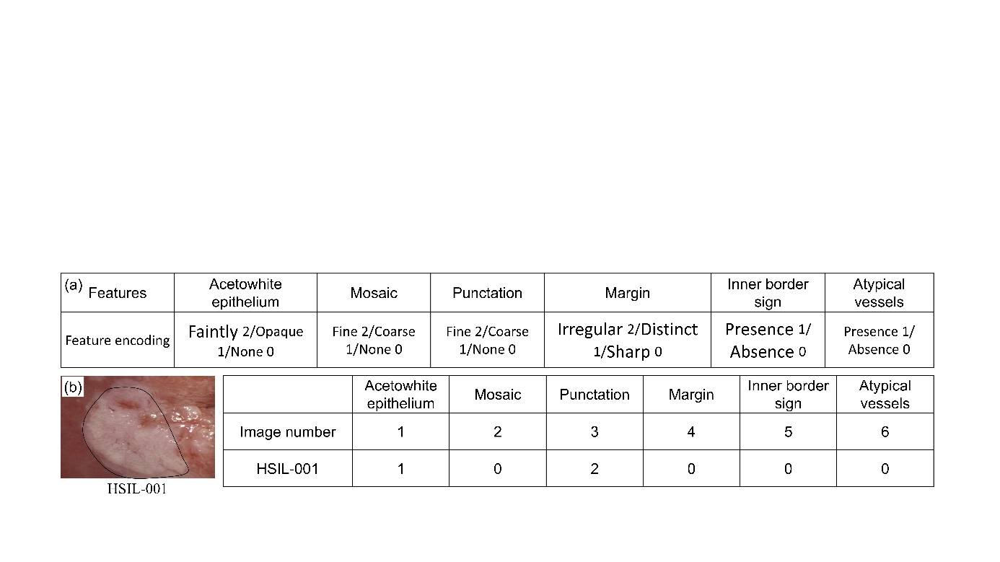 (a) Features
Acetowhite
epithelium
Mosaic
Punctation
Margin
Inner border
sign
Atypical
vessels
Feature encoding
Faintly 2/Opaque
1/None 0
Fine 2/Coarse
1/None 0
Fine 2/Coarse
1/None 0
Irregular 2/Distinct
1/Sharp 0
Presence 1/
Absence 0
Presence 1/
Absence 0
(b)
HSIL-001
Acetowhite
epithelium
Mosaic
Punctation
Margin
Inner border
sign
Atypical
vessels
Image number 1 2 3 4 5 6
HSIL-001 1 0 2 0 0 0